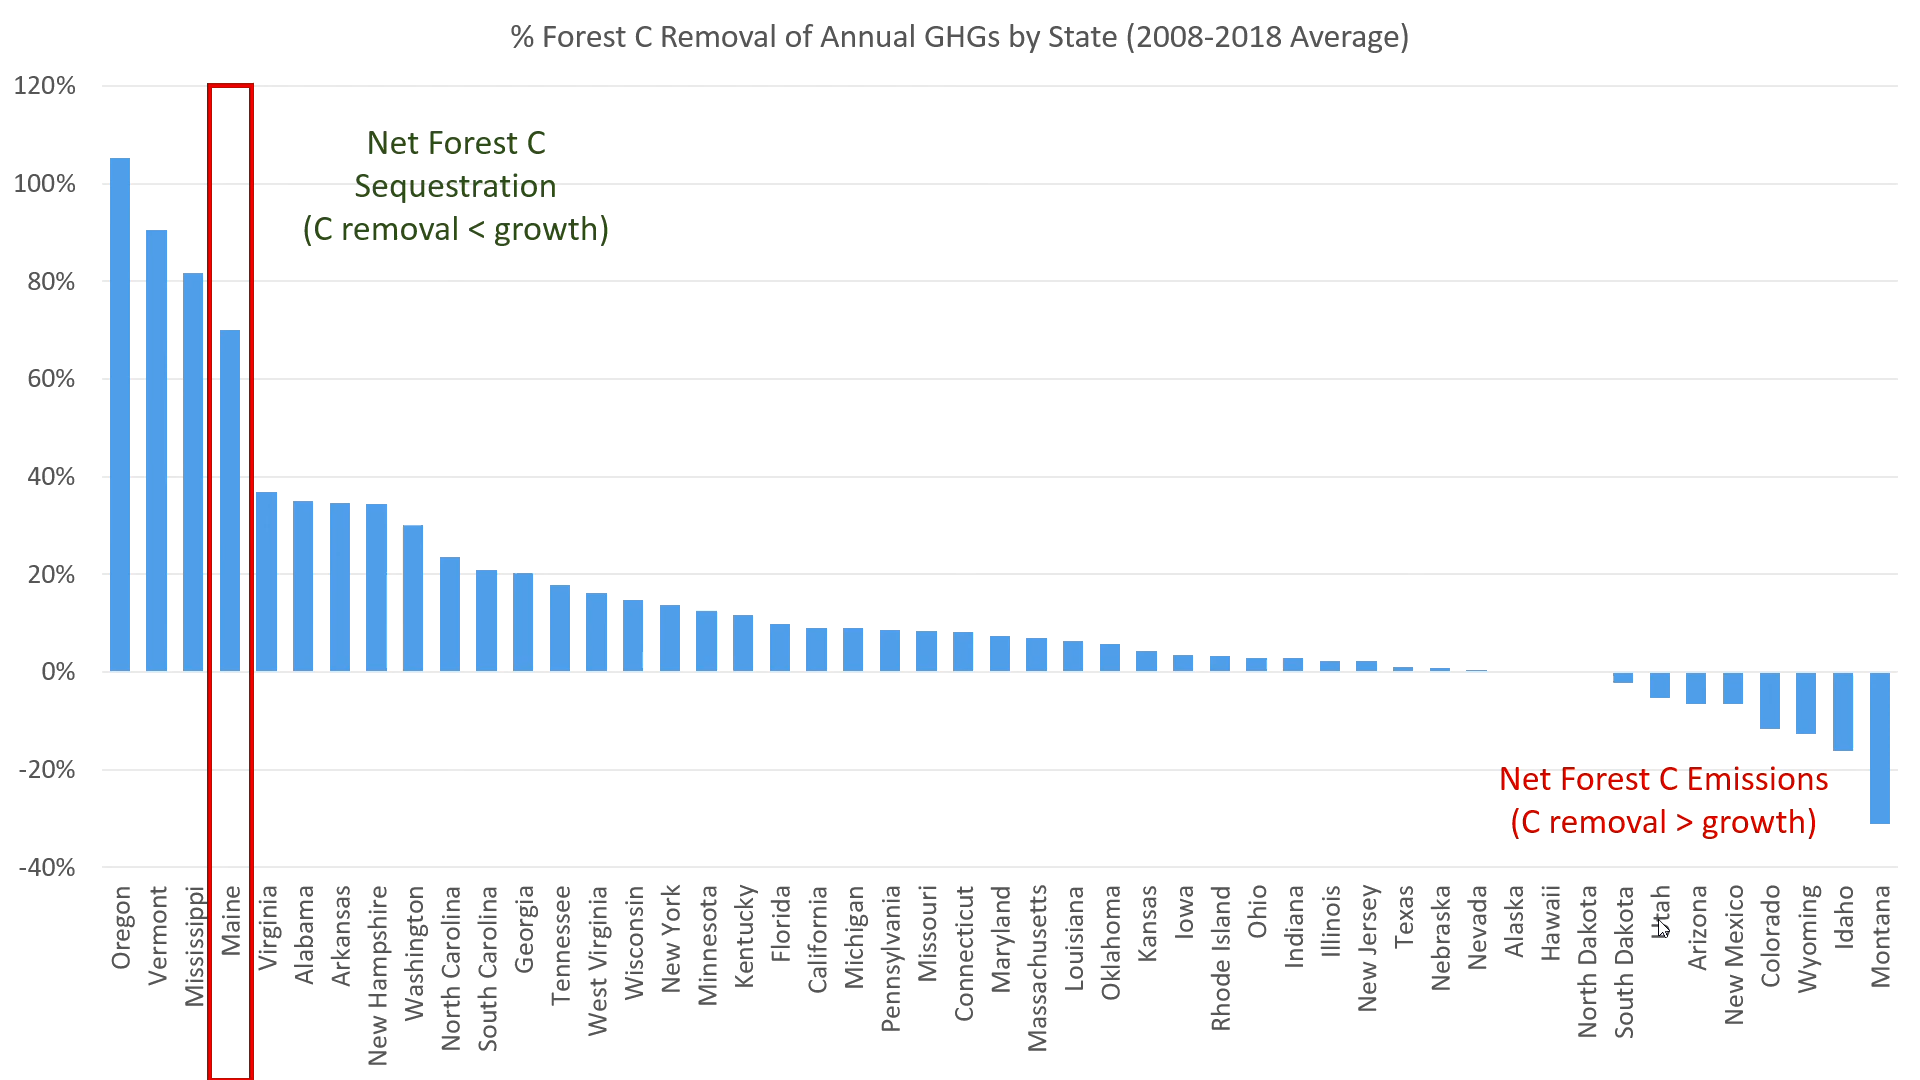 % Forest C Removal of Annual GHGs by State (2008-2018 Average)
120%
100%
80%
60%
40%
20%
0%
-20%
-40%
Net Forest C
Sequestration
(C removal < growth)
Net Forest C Emissions
(C removal > growth)
Oregon
Vermont
Mississippi
Maine
Virginia
Alabama
Arkansas
New Hampshire
Washington
North Carolina
South Carolina
Georgia
Tennessee
West Virginia
Wisconsin
New York
Minnesota
Kentucky
Florida
California
Michigan
Pennsylvania
Missouri
Connecticut
Maryland
Massachusetts
Louisiana
Oklahoma
Kansas
Iowa
Rhode Island
Ohio
Indiana
Illinois
New Jersey
Texas
Nebraska
Nevada
Alaska
Hawaii
North Dakota
South Dakota
Utah
Arizona
New Mexico
Colorado
Wyoming
Idaho
Montana